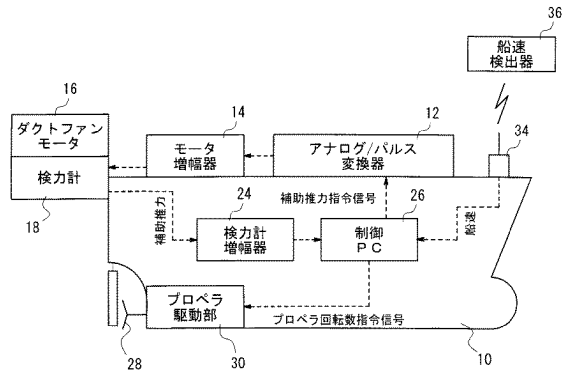 36
船速
検出器
16
14
12
34
ダクトファン
モータ
モータ
増幅器
アナログ/パルス
変換器
検力計
18
補助推力
24
補助推力指令信号
26
船速
検力計
増幅器
制御
PC
プロペラ
駆動部
プロペラ回転数指令信号
28
30
10